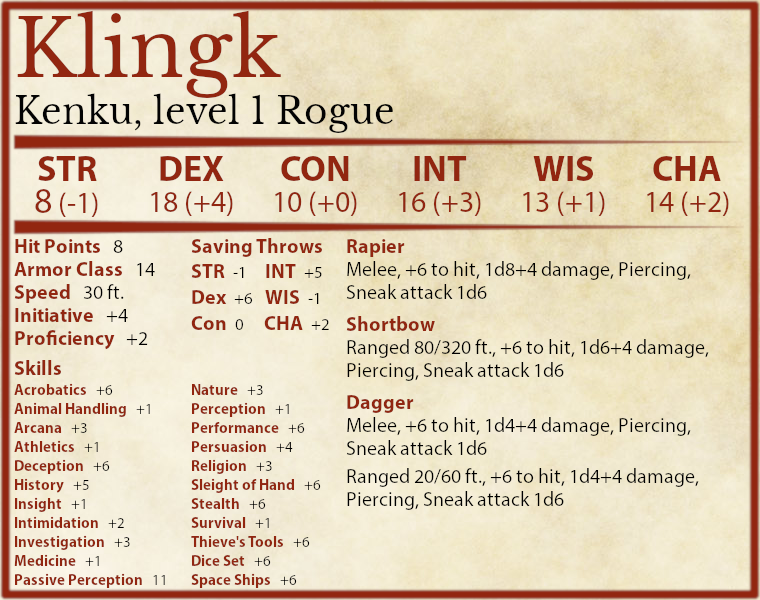 Klingk
Kenku, level 1 Rogue
STR DEX CON INT WIS CHA
8 (-1) 18 (+4) 10 (+0) 16 (+3) 13 (+1) 14 (+2)
Hit Points 8
Armor Class 14
Speed 30 ft.
Initiative +4
Proficiency +2
Skills
Acrobatics +6
Animal Handling +1
Arcana +3
Athletics +1
Deception +6
History +5
Insight +1
Intimidation +2
Investigation +3
Medicine +1
Passive Perception 11
Saving Throws
STR -1 INT +5
Dex +6 WIS -1
Con 0 CHA +2
Nature +3
Perception +1
Performance +6
Persuasion +4
Religion +3
Sleight of Hand +6
Stealth +6
Survival +1
Thieve's Tools +6
Dice Set +6
Space Ships +6
Rapier
Melee, +6 to hit, 1d8+4 damage, Piercing,
Sneak attack 1d6
Shortbow
Ranged 80/320 ft., +6 to hit, 1d6+4 damage,
Piercing, Sneak attack 1d6
Dagger
Melee, +6 to hit, 1d4+4 damage, Piercing,
Sneak attack 1d6
Ranged 20/60 ft., +6 to hit, 1d4+4 damage,
Piercing, Sneak attack 1d6